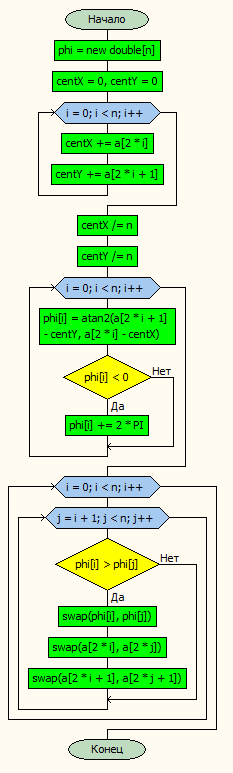 Начало
phi = new double[n]
centX = 0, centY = 0
i = 0; i < n; i++
centX += a[2 * i]
centY += a[2 * i + 1]
centX /= n
centY /= n
i = 0; i < n; i++
phi[i] = atan2(a[2 * i + 1]
- centY, a[2 * i] - centX)
phi[i] < 0
Нет
Да
phi[i] += 2 * PI
i = 0; i < n; i++
j = i + 1; j < n; j++
phi[i] > phi[j]
Нет
Да
swap(phi[i], phi[j])
swap(a[2 * i], a[2 * j])
swap(a[2 * i + 1], a[2 * j + 1])
Конец